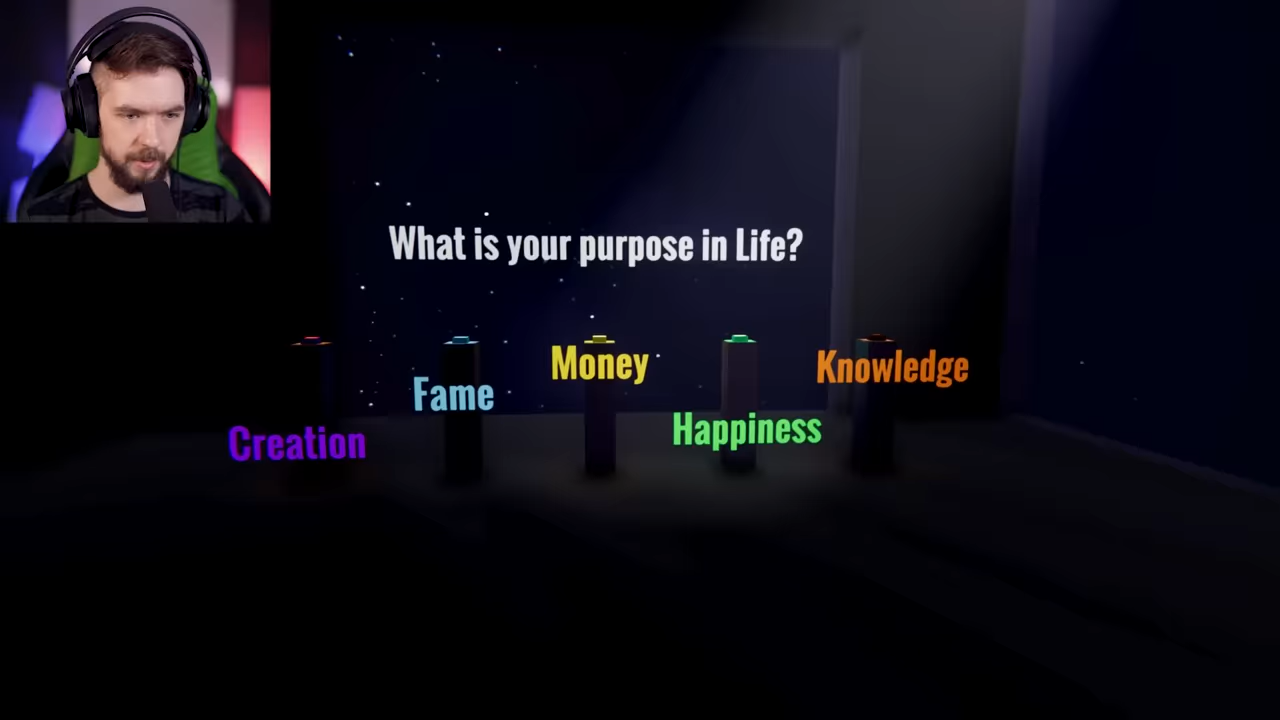 What is your purpose in Life?
Creation
Fame
Money
Happiness
Knowledge